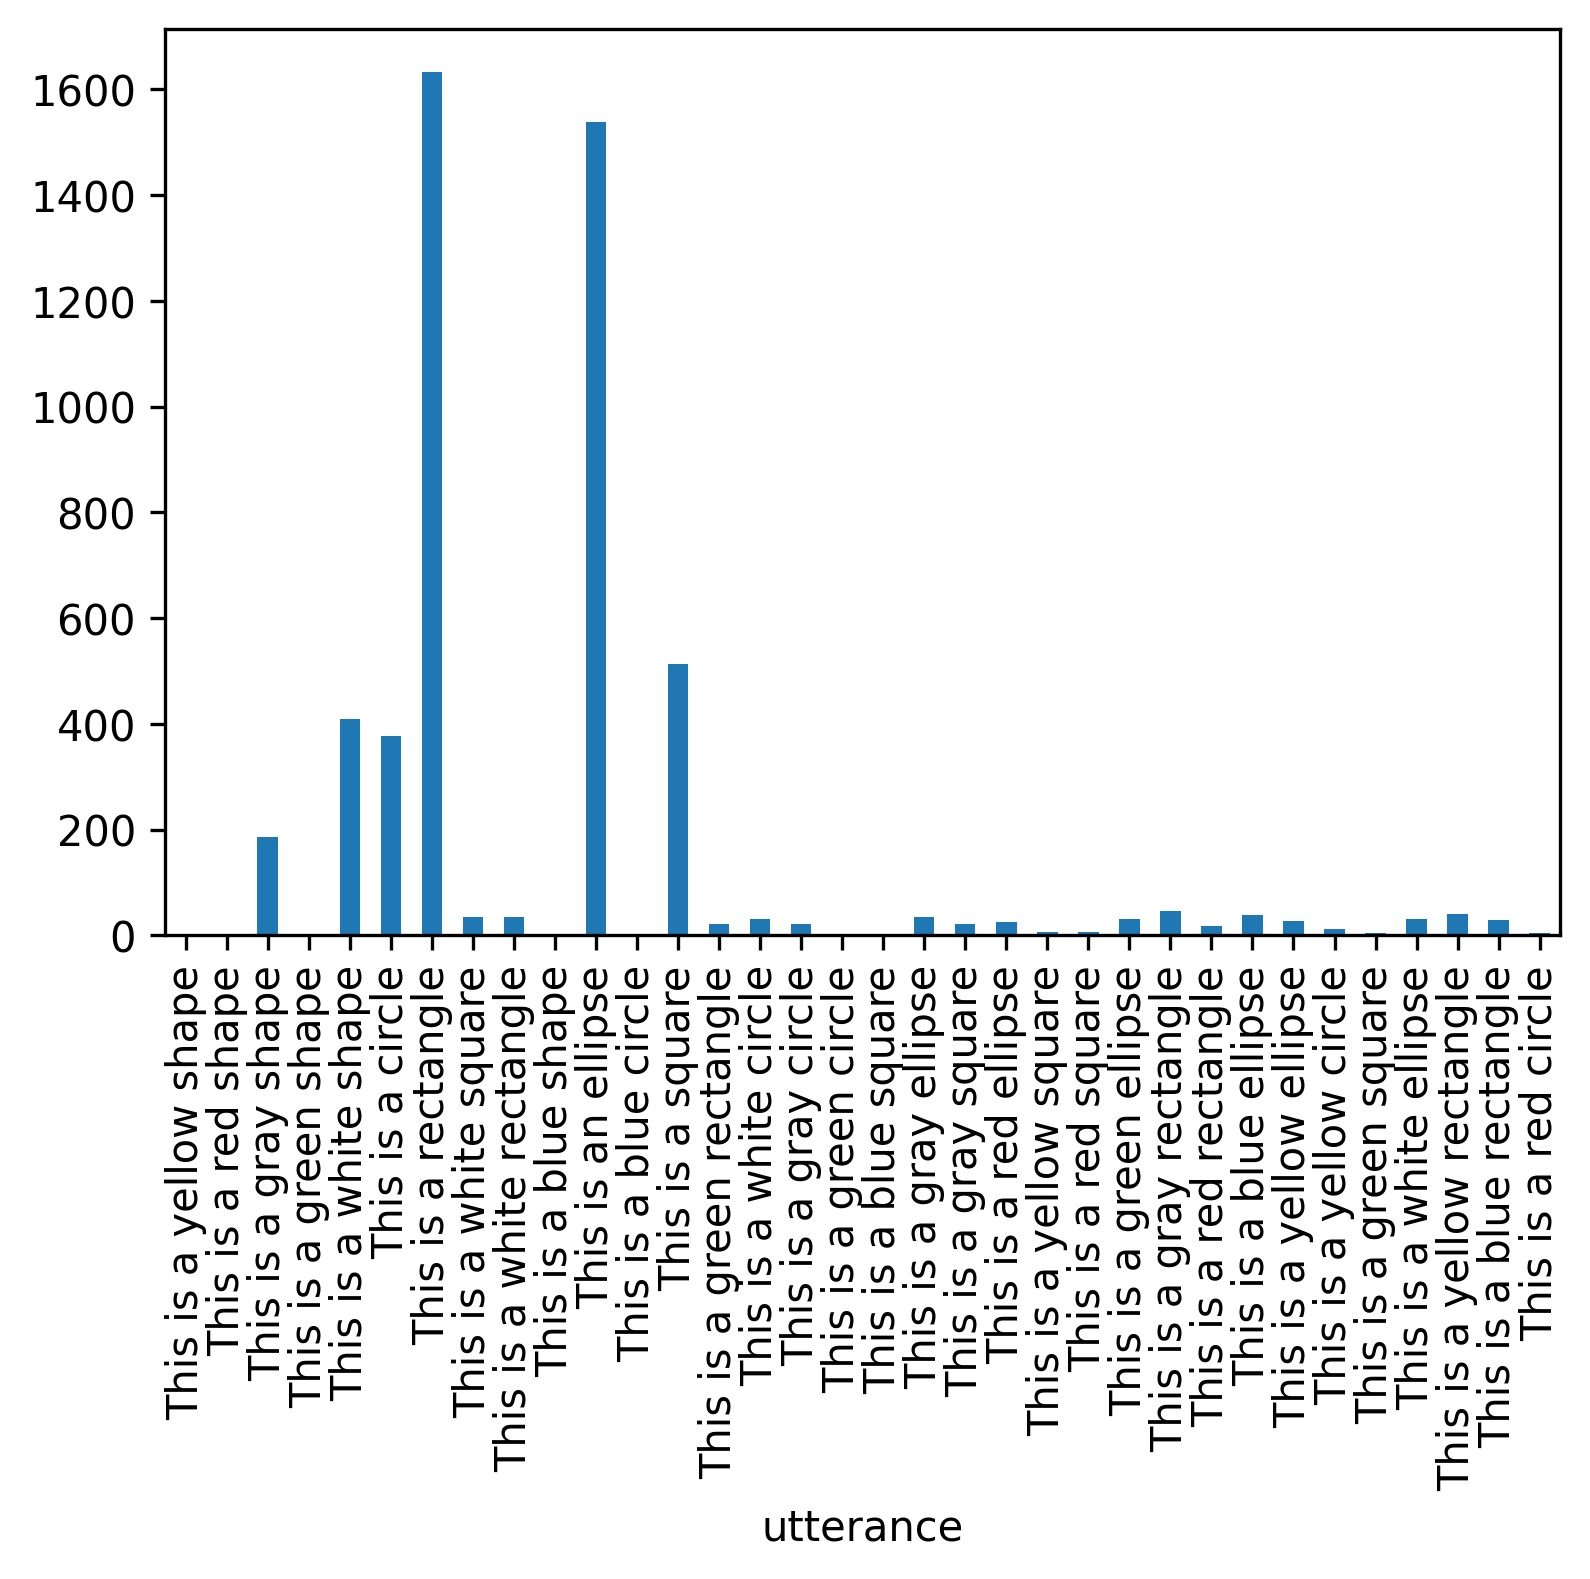 1600
1400
1200
1000
800
600
400
200
0
This is a yellow shape
This is a red shape
This is a gray shape
This is a green shape
This is a white shape
This is a circle
This is a rectangle
This is a white square
This is a white rectangle
This is a blue shape
This is an ellipse
This is a blue circle
This is a square
This is a green rectangle
This is a white circle
This is a gray circle
This is a green circle
This is a blue square
This is a gray ellipse
This is a gray square
This is a red ellipse
This is a yellow square
This is a red square
This is a green ellipse
This is a gray rectangle
This is a red rectangle
This is a blue ellipse
This is a yellow ellipse
This is a yellow circle
This is a green square
This is a white ellipse
This is a yellow rectangle
This is a blue rectangle
This is a red circle
utterance